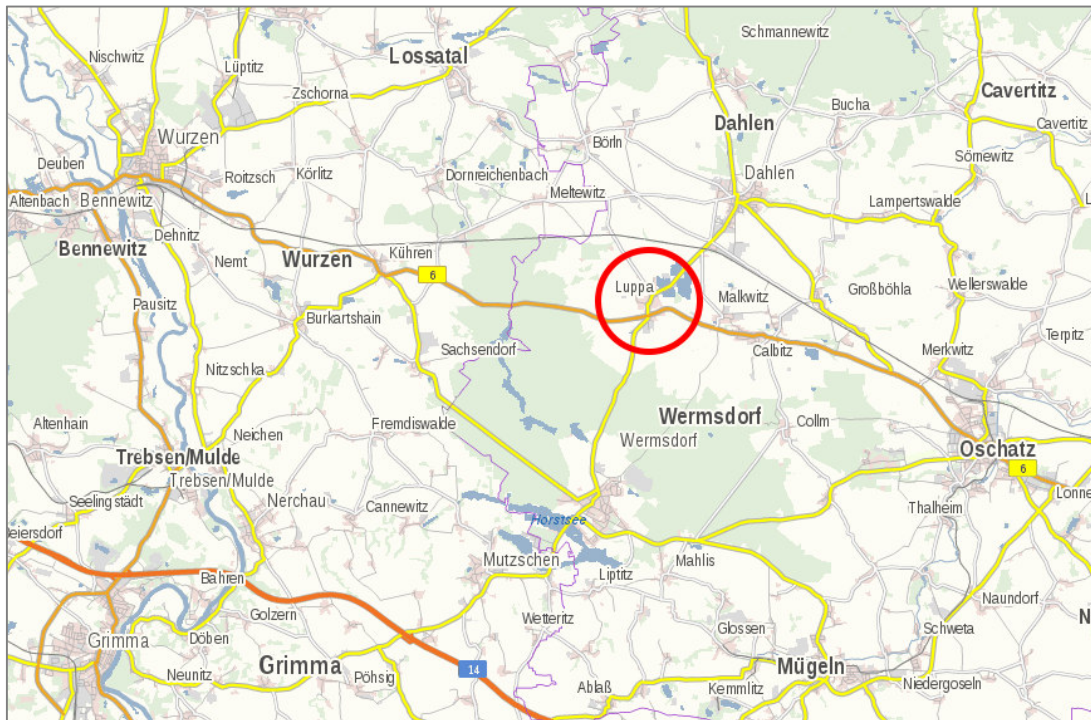 Nischwitz
Lüptitz
Lossatal
Schmannewitz
Zschorna
Cavertitz
Bucha
Wurzen
Dahlen
Cavertitz
Börln
Deuben
Roitzsch
Körlitz
Dornreichenbach
Sörnewitz
Altenbach
Bennewitz
Meltewitz
Dahlen
Lampertswalde
L
Dehnitz
Bennewitz
Wurzen
Kühren
Nemt
6
Luppa
Malkwitz
Großböhla
Wellerswalde
Pausitz
Burkartshain
Sachsendorf
Calbitz
Merkwitz
Terpitz
Nitzschka
Altenhain
Neichen
Fremdiswalde
Wermsdorf
Wermsdorf
Collm
Trebsen/Mulde
Trebsen/Mulde
Oschatz
6
Seelingstädt
Nerchau
Cannewitz
Lonne
Thalheim
Horstsee
Beiersdorf
Mutzschen
Mahlis
Bahren
Liptitz
Golzern
Naundorf
N
Wetteritz
Glossen
Schweta
Grimma
Döben
Grimma
Neunitz
Pöhsig
14
Mügeln
Ablaß
Kemmlitz
Niedergoseln